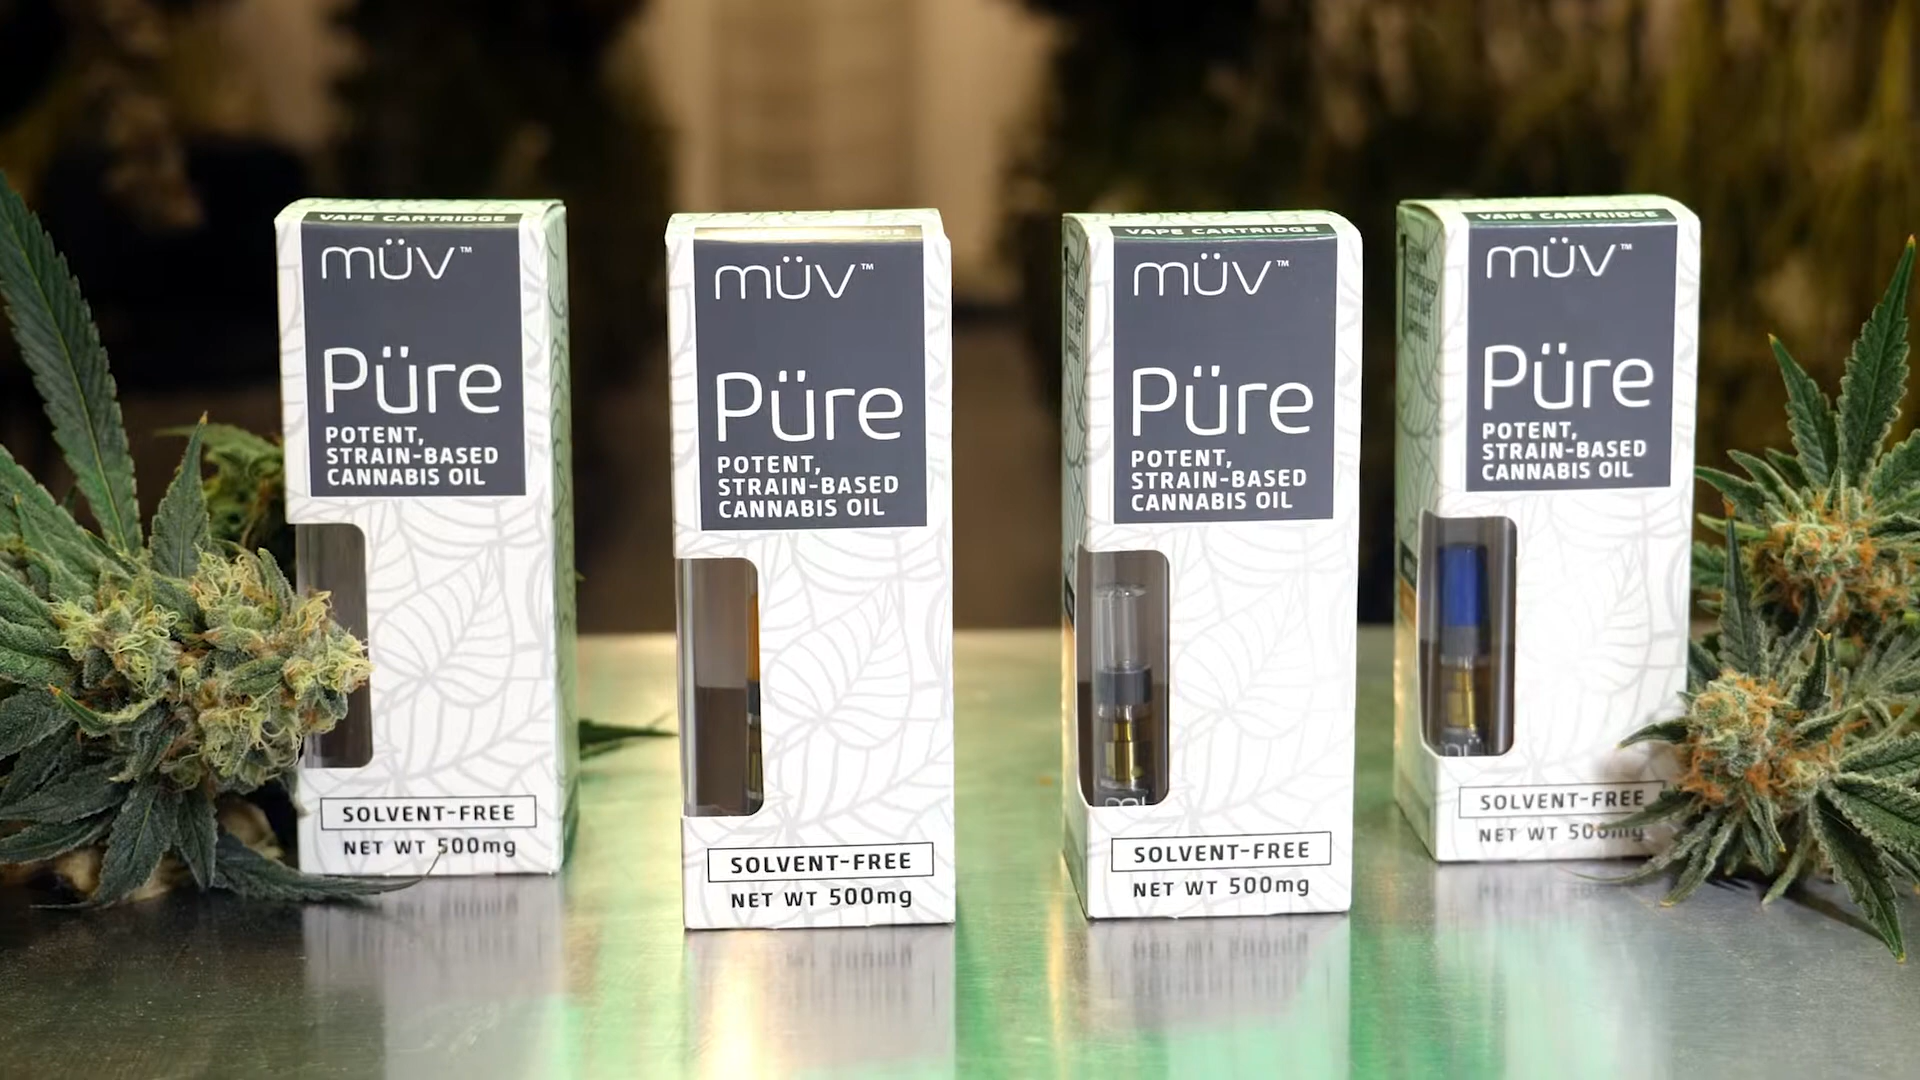 VAPE CARTRIDGE
müv™
Püre
POTENT,
STRAIN-BASED
CANNABIS OIL
SOLVENT-FREE
NET WT 500mg
müv™
Püre
POTENT,
STRAIN-BASED
CANNABIS OIL
SOLVENT-FREE
NET WT 500mg
VAPE CARTRIDGE
müv™
Püre
POTENT,
STRAIN-BASED
CANNABIS OIL
SOLVENT-FREE
NET WT 500mg
VAPE CARTRIDGE
müv™
Püre
POTENT,
STRAIN-BASED
CANNABIS OIL
SOLVENT-FREE
NET WT 500mg